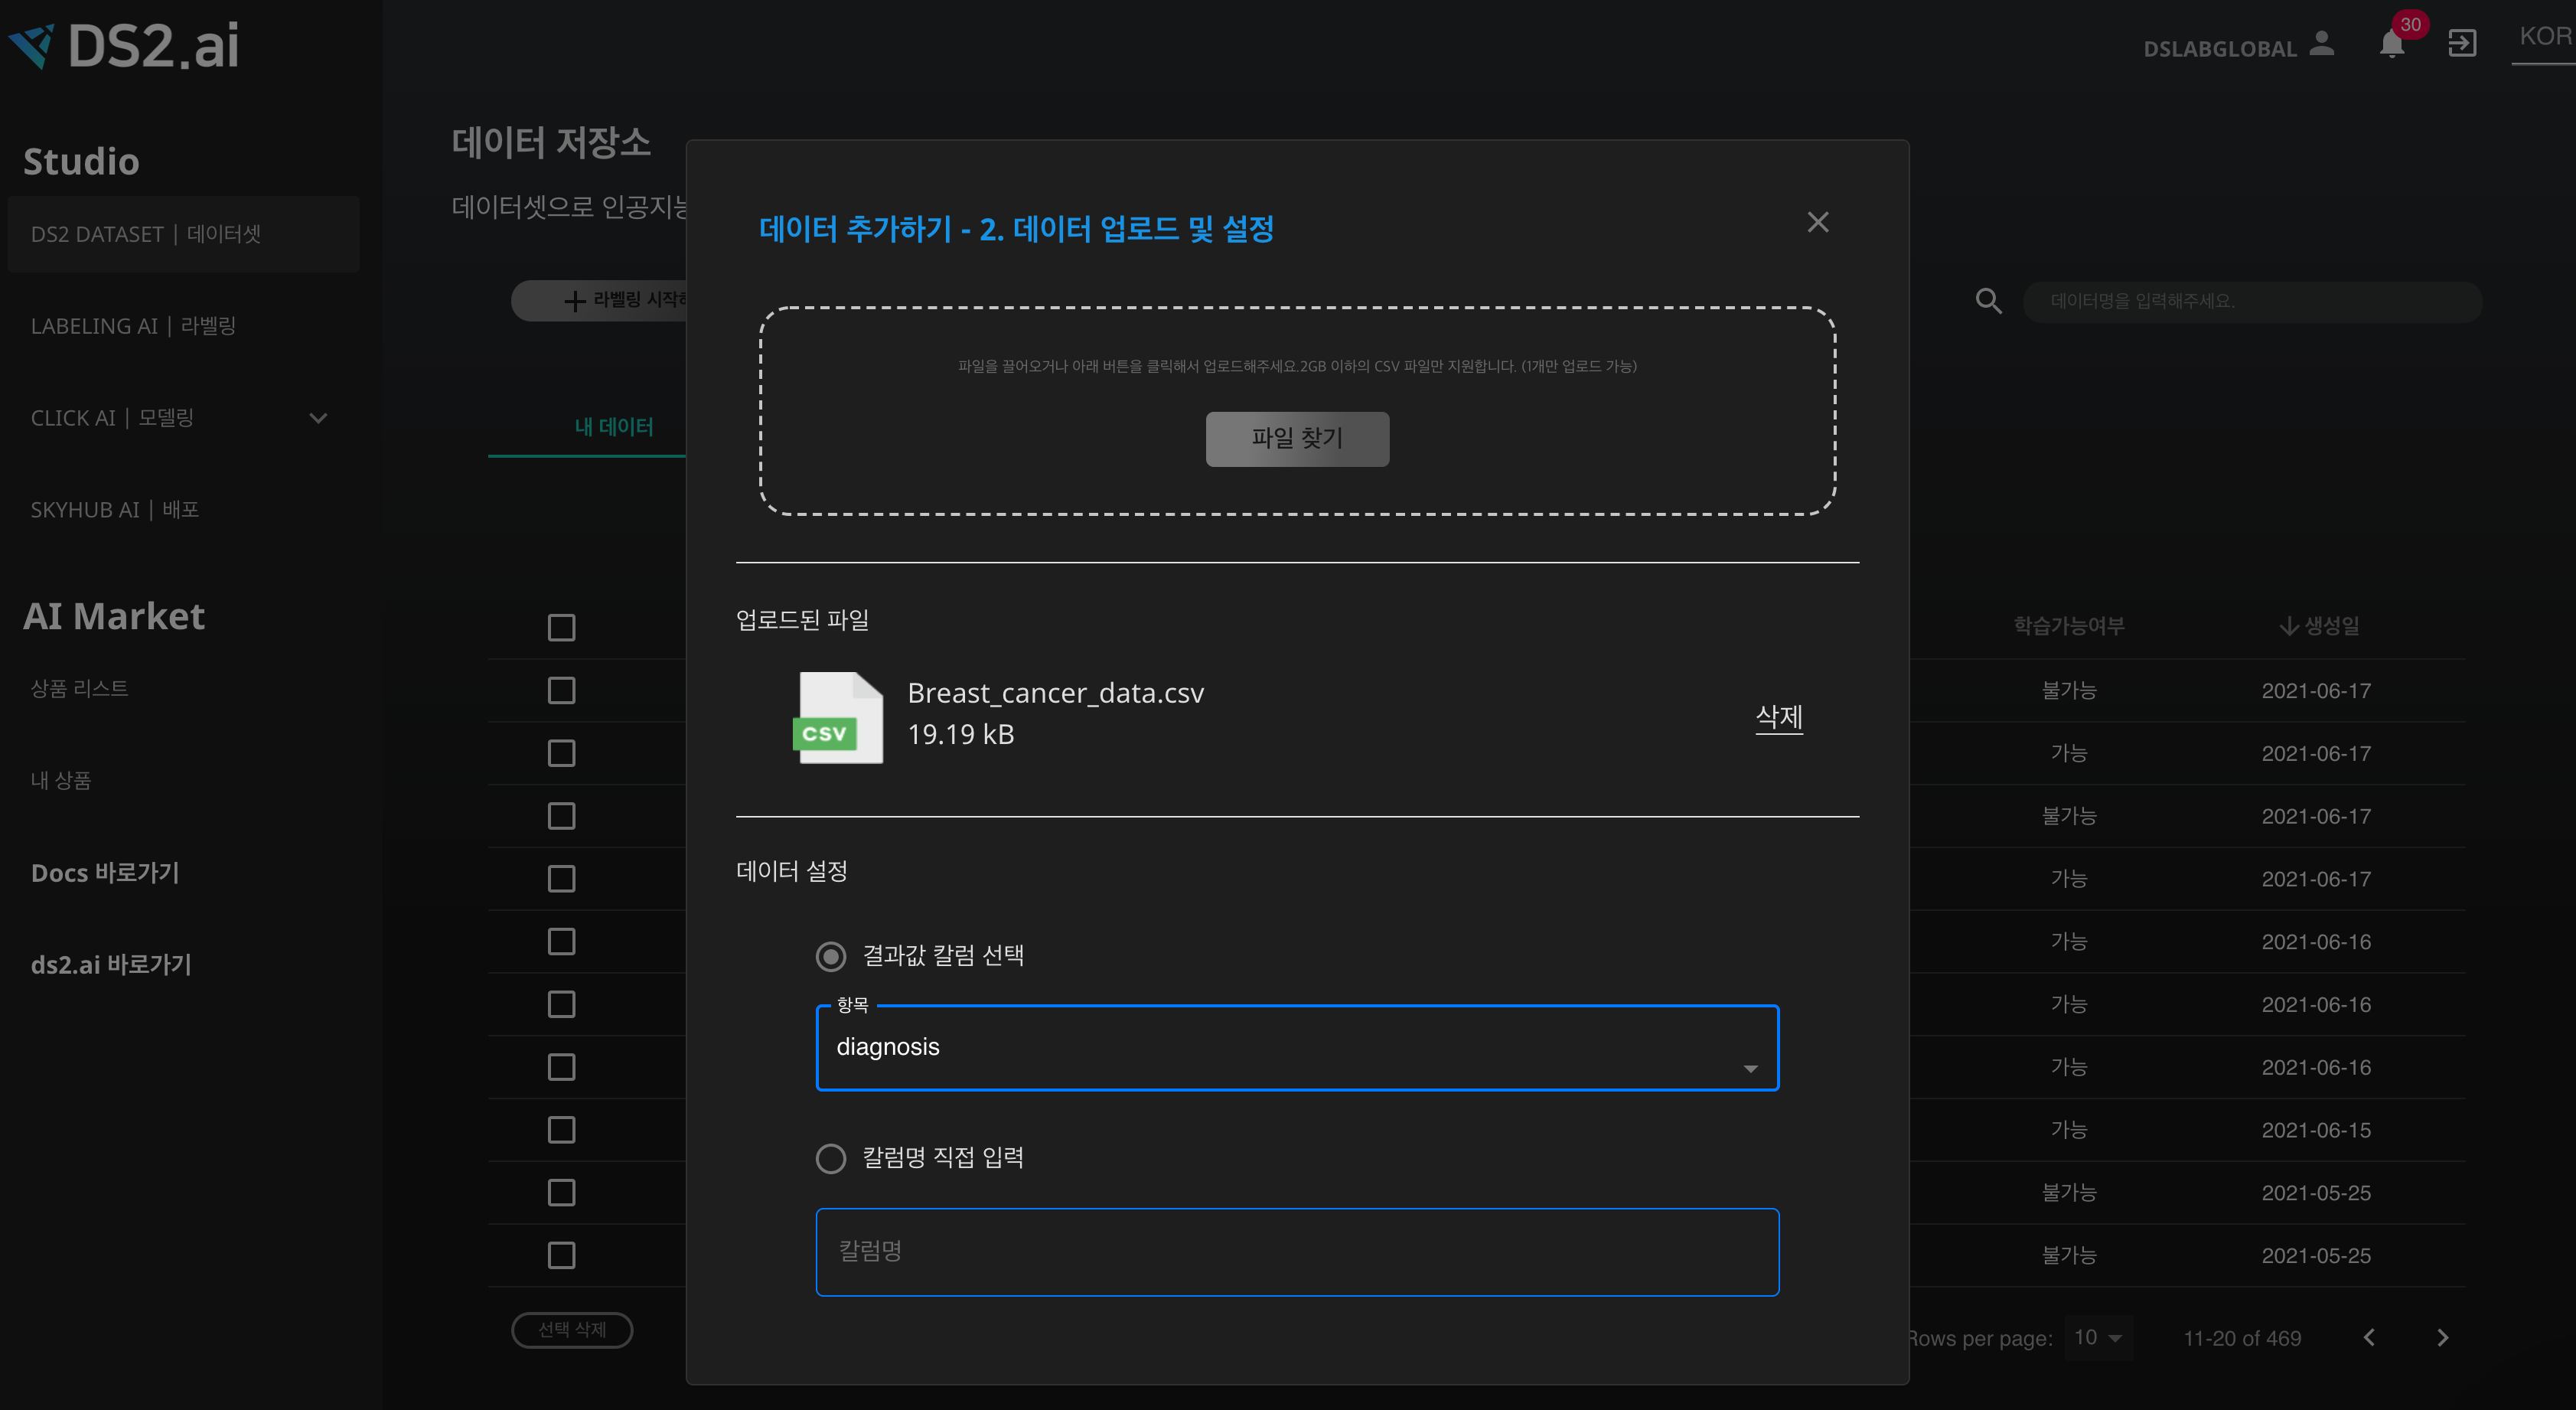 DS2.ai
DSLABGLOBAL
30
KOR
Studio
DS2 DATASET | 데이터셋
LABELING AI | 라벨링
CLICK AI | 모델링
SKYHUB AI | 배포
AI Market
상품 리스트
내 상품
Docs 바로가기
ds2.ai 바로가기
데이터 저장소
데이터셋으로 인공지능
라벨링 시작하
데이터명을 입력해주세요.
내 데이터
데이터 추가하기 - 2. 데이터 업로드 및 설정
파일을 끌어오거나 아래 버튼을 클릭해서 업로드해주세요.2GB 이하의 CSV 파일만 지원합니다. (1개만 업로드 가능)
파일 찾기
업로드된 파일
CSV
Breast_cancer_data.csv
19.19 kB
삭제
데이터 설정
결과값 칼럼 선택
항목
diagnosis
칼럼명 직접 입력
칼럼명
학습가능여부 생성일
불가능 2021-06-17
가능 2021-06-17
불가능 2021-06-17
가능 2021-06-17
가능 2021-06-16
가능 2021-06-16
가능 2021-06-16
가능 2021-06-15
불가능 2021-05-25
불가능 2021-05-25
선택 삭제
Rows per page: 10 11-20 of 469